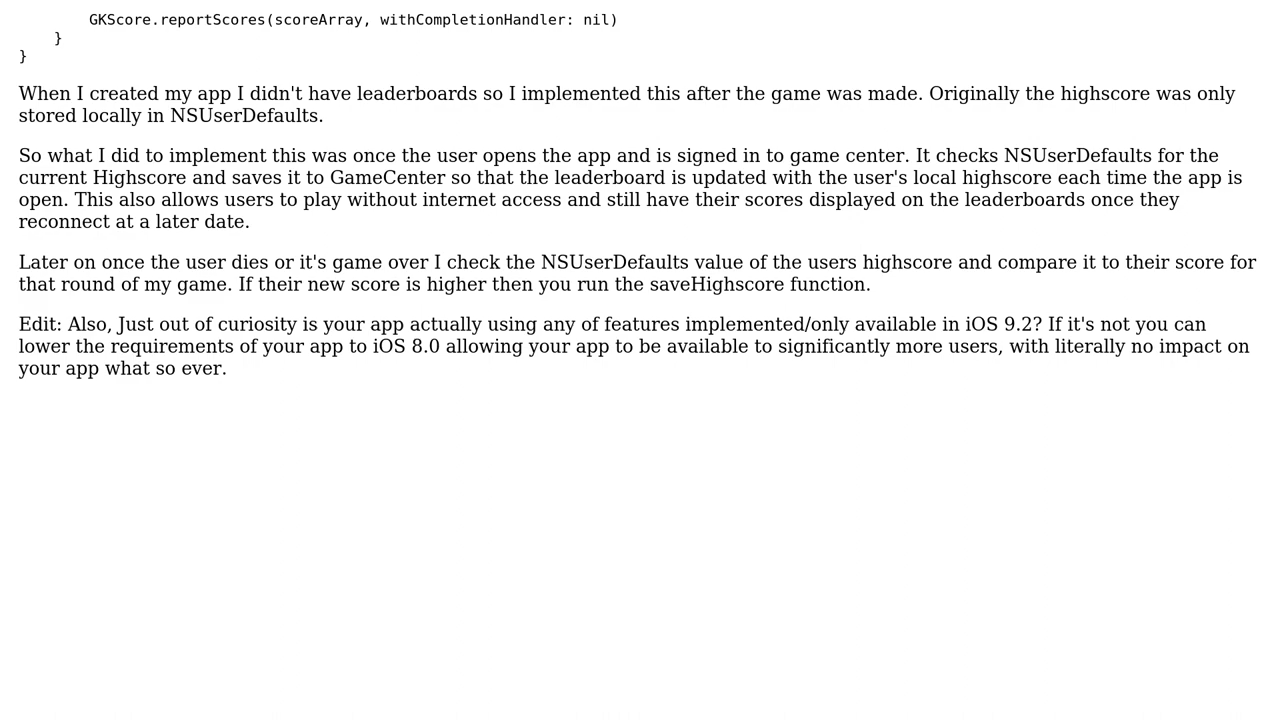 GKScore.reportScores(scoreArray, withCompletionHandler: nil)
}
}
When I created my app I didn't have leaderboards so I implemented this after the game was made. Originally the highscore was only
stored locally in NSUserDefaults.
So what I did to implement this was once the user opens the app and is signed in to game center. It checks NSUserDefaults for the
current Highscore and saves it to GameCenter so that the leaderboard is updated with the user's local highscore each time the app is
open. This also allows users to play without internet access and still have their scores displayed on the leaderboards once they
reconnect at a later date.
Later on once the user dies or it's game over I check the NSUserDefaults value of the users highscore and compare it to their score for
that round of my game. If their new score is higher then you run the saveHighscore function.
Edit: Also, Just out of curiosity is your app actually using any of features implemented/only available in iOS 9.2? If it's not you can
lower the requirements of your app to iOS 8.0 allowing your app to be available to significantly more users, with literally no impact on
your app what so ever.